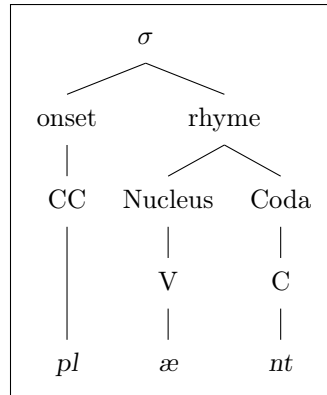 σ
onset rhyme
CC Nucleus Coda
V C
pl æ nt